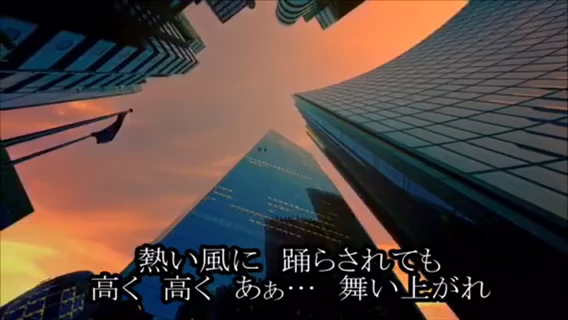 熱い風に　踊らされても
高く　高く　あぁ…　舞い上がれ